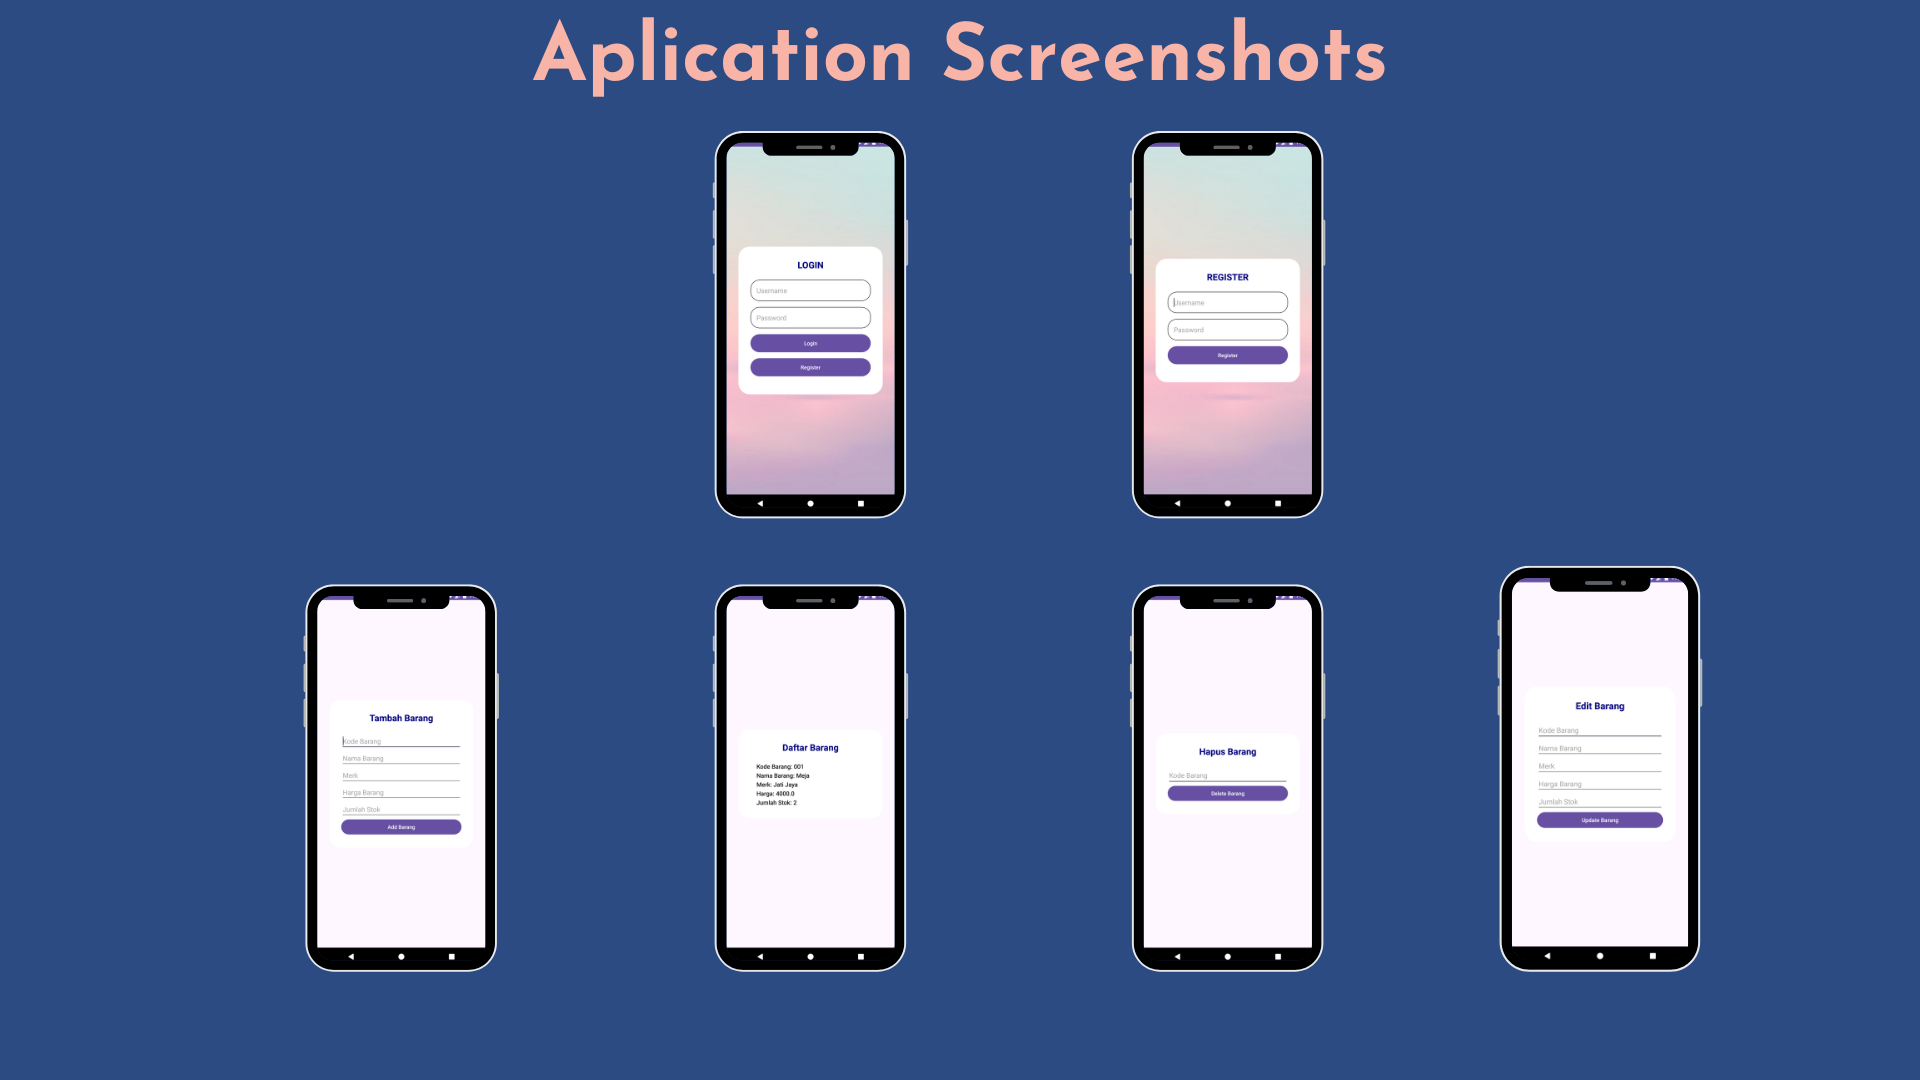 Aplication Screenshots
LOGIN
Username
Password
Login
Register
REGISTER
Username
Password
Register
Tambah Barang
Kode Barang
Nama Barang
Merk
Harga Barang
Jumlah Stok
Add Barang
Daftar Barang
Kode Barang: 001
Nama Barang: Meja
Merk: Jati Jaya
Harga: 4000.0
Jumlah Stok: 2
Hapus Barang
Kode Barang
Delete Barang
Edit Barang
Kode Barang
Nama Barang
Merk
Harga Barang
Jumlah Stok
Update Barang